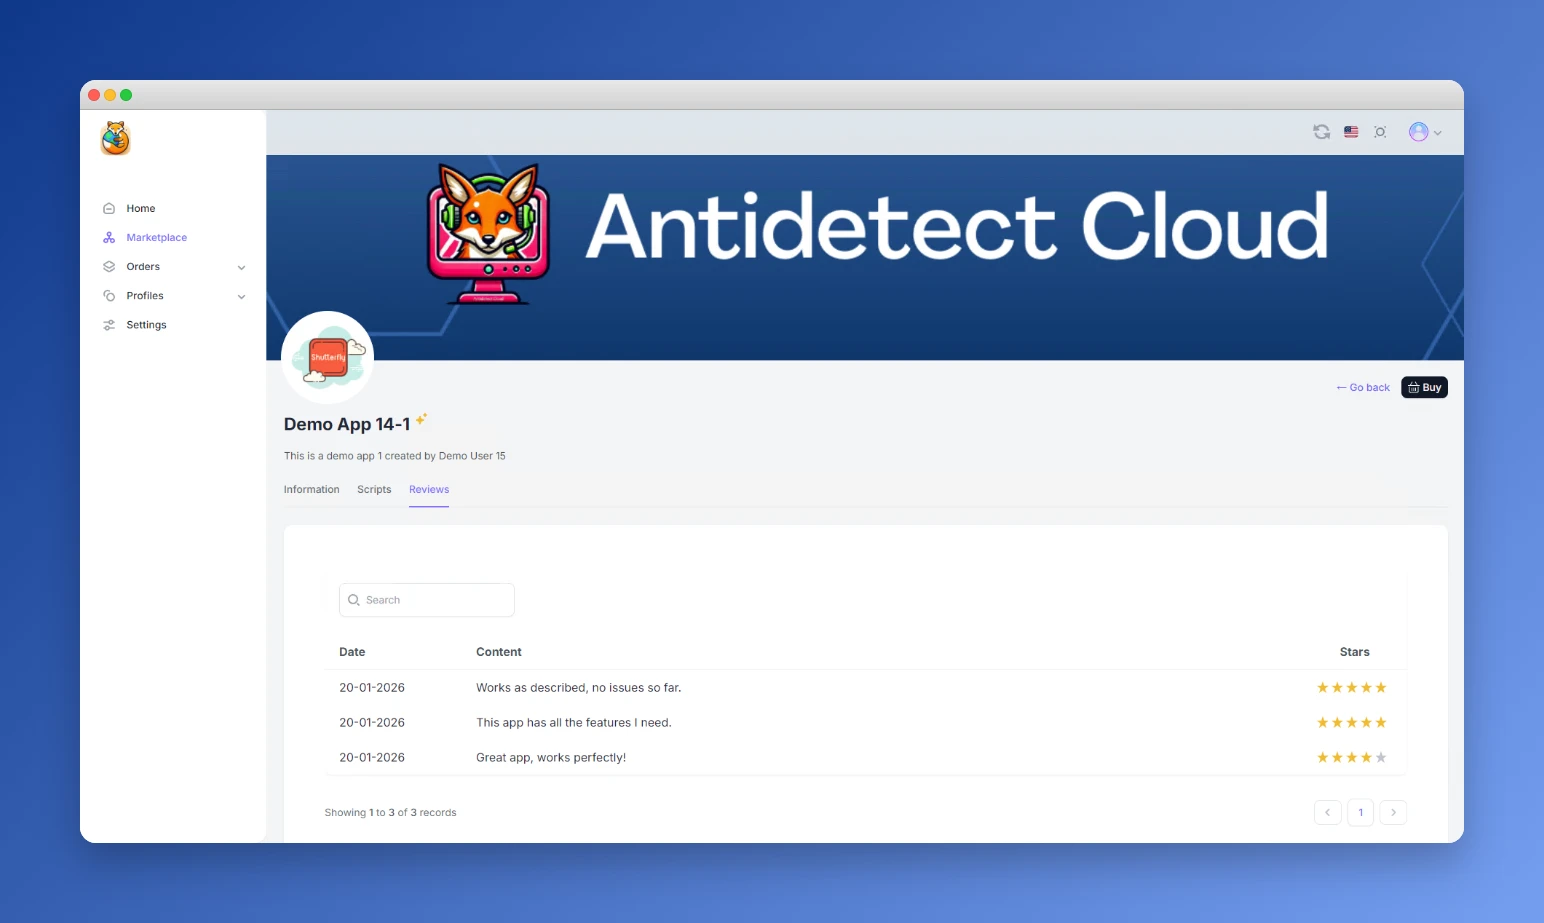 Home
Marketplace
Orders
Profiles
Settings
Antidetect Cloud
Shutterfly
← Go back
Buy
Demo App 14-1
This is a demo app 1 created by Demo User 15
Information Scripts Reviews
Search
Date Content Stars
20-01-2026 Works as described, no issues so far.
20-01-2026 This app has all the features I need.
20-01-2026 Great app, works perfectly!
Showing 1 to 3 of 3 records
1